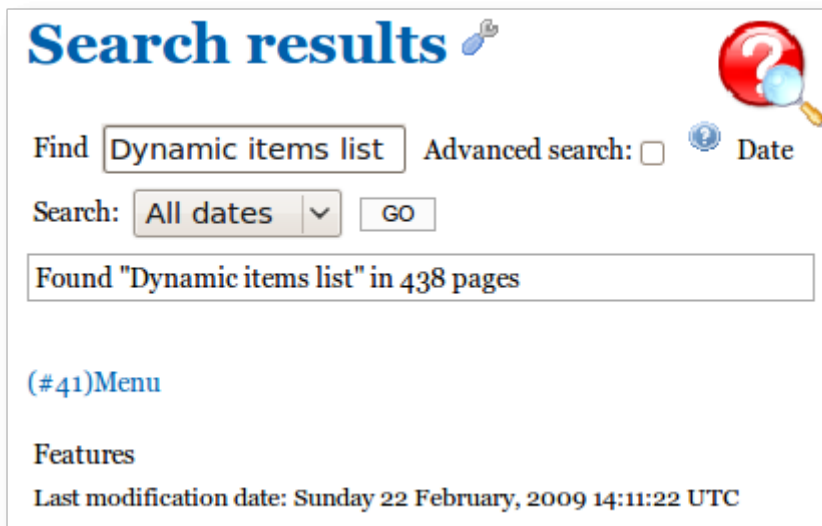 Search results
Find Dynamic items list Advanced search: Date
Search: All dates GO
Found "Dynamic items list" in 438 pages
(#41)Menu
Features
Last modification date: Sunday 22 February, 2009 14:11:22 UTC